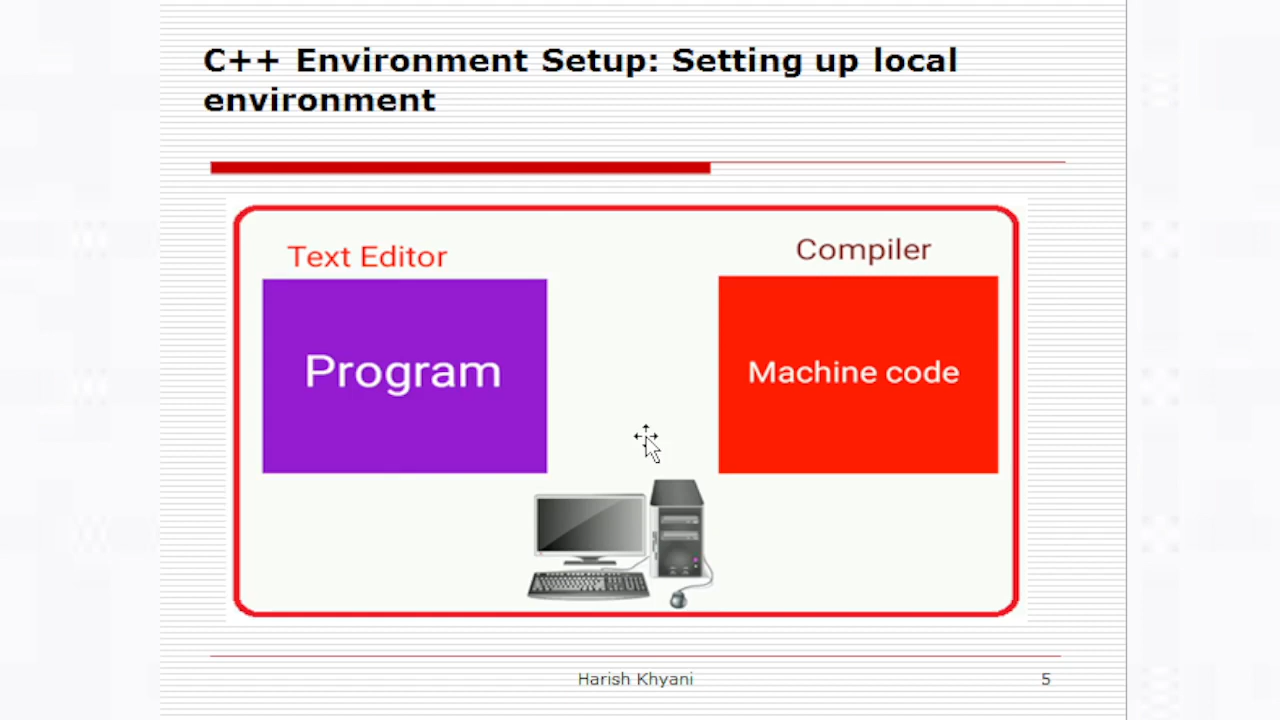 C++ Environment Setup: Setting up local
environment
Text Editor
Compiler
Program
Machine code
Harish Khyani
5